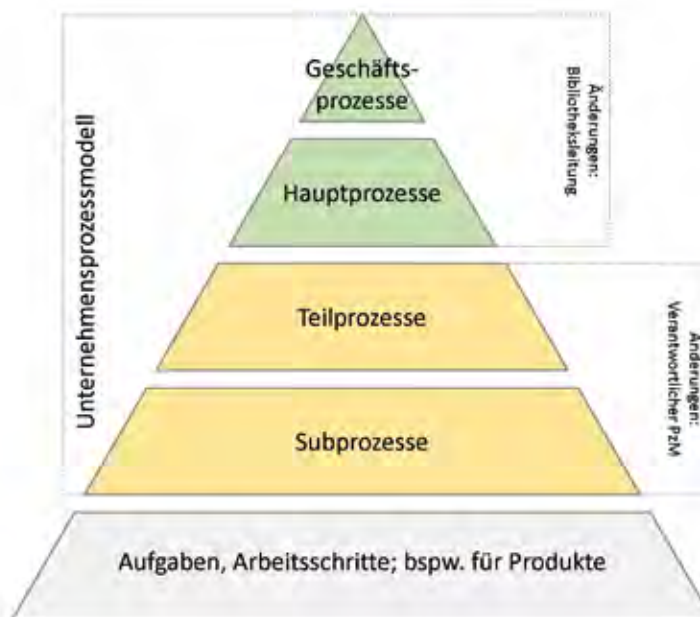 Geschäfts-
prozesse
Hauptprozesse
Teilprozesse
Subprozesse
Aufgaben, Arbeitsschritte; bspw. für Produkte
Unternehmensprozessmodell
Änderungen:
Bibliotheksleitung
Änderungen:
Verantwortlicher PzM